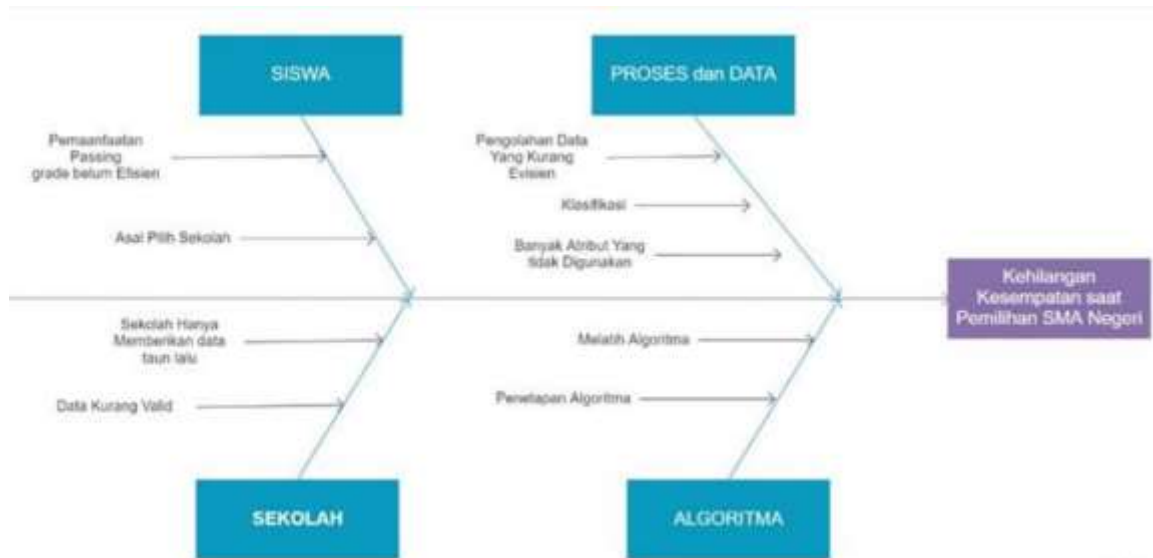 SISWA
PROSES dan DATA
Pemaanfaatan
Passing
grade belum Efisien
Asal Pilih Sekolah
Pengolahan Data
Yang Kurang
Evisien
Klasifikasi
Banyak Atribut Yang
tidak Digunakan
Kehilangan
Kesempatan saat
Pemilihan SMA Negeri
Sekolah Hanya
Memberikan data
taun lalu
Data Kurang Valid
Melatih Algoritma
Penetapan Algoritma
SEKOLAH
ALGORITMA